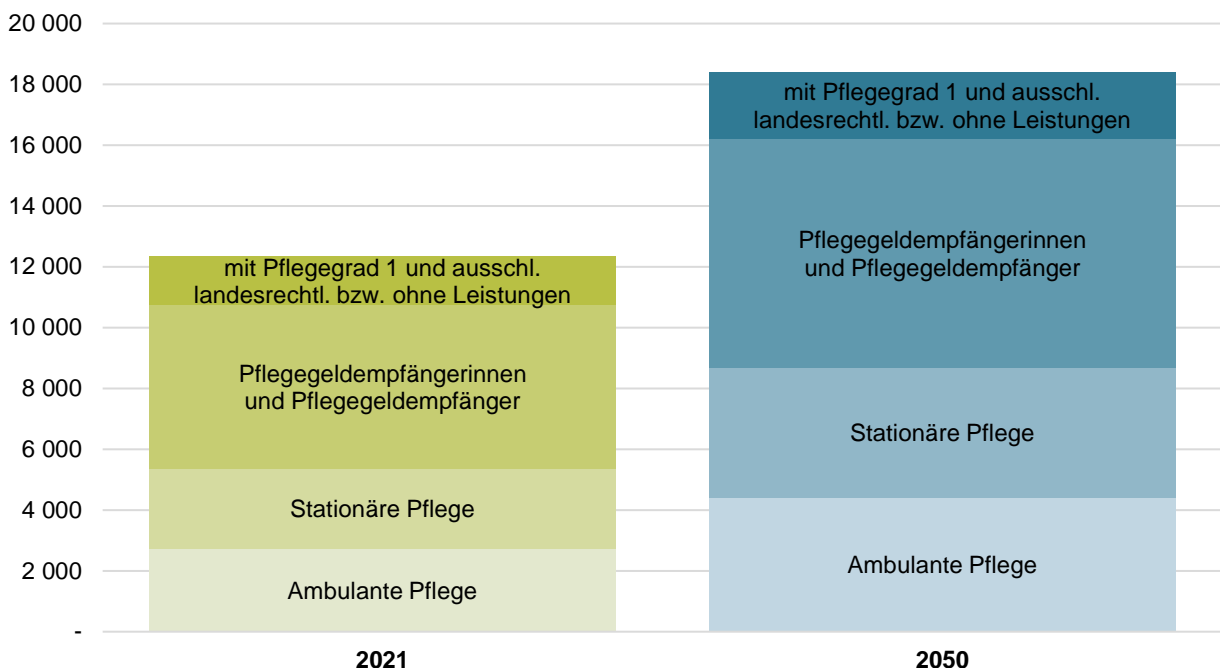 20 000
18 000
16 000
14 000
12 000
10 000
8 000
6 000
4 000
2 000
-
mit Pflegegrad 1 und ausschl.
landesrechtl. bzw. ohne Leistungen
Pflegegeldempfängerinnen
und Pflegegeldempfänger
Stationäre Pflege
Ambulante Pflege
mit Pflegegrad 1 und ausschl.
landesrechtl. bzw. ohne Leistungen
Pflegegeldempfängerinnen
und Pflegegeldempfänger
Stationäre Pflege
Ambulante Pflege
2021
2050